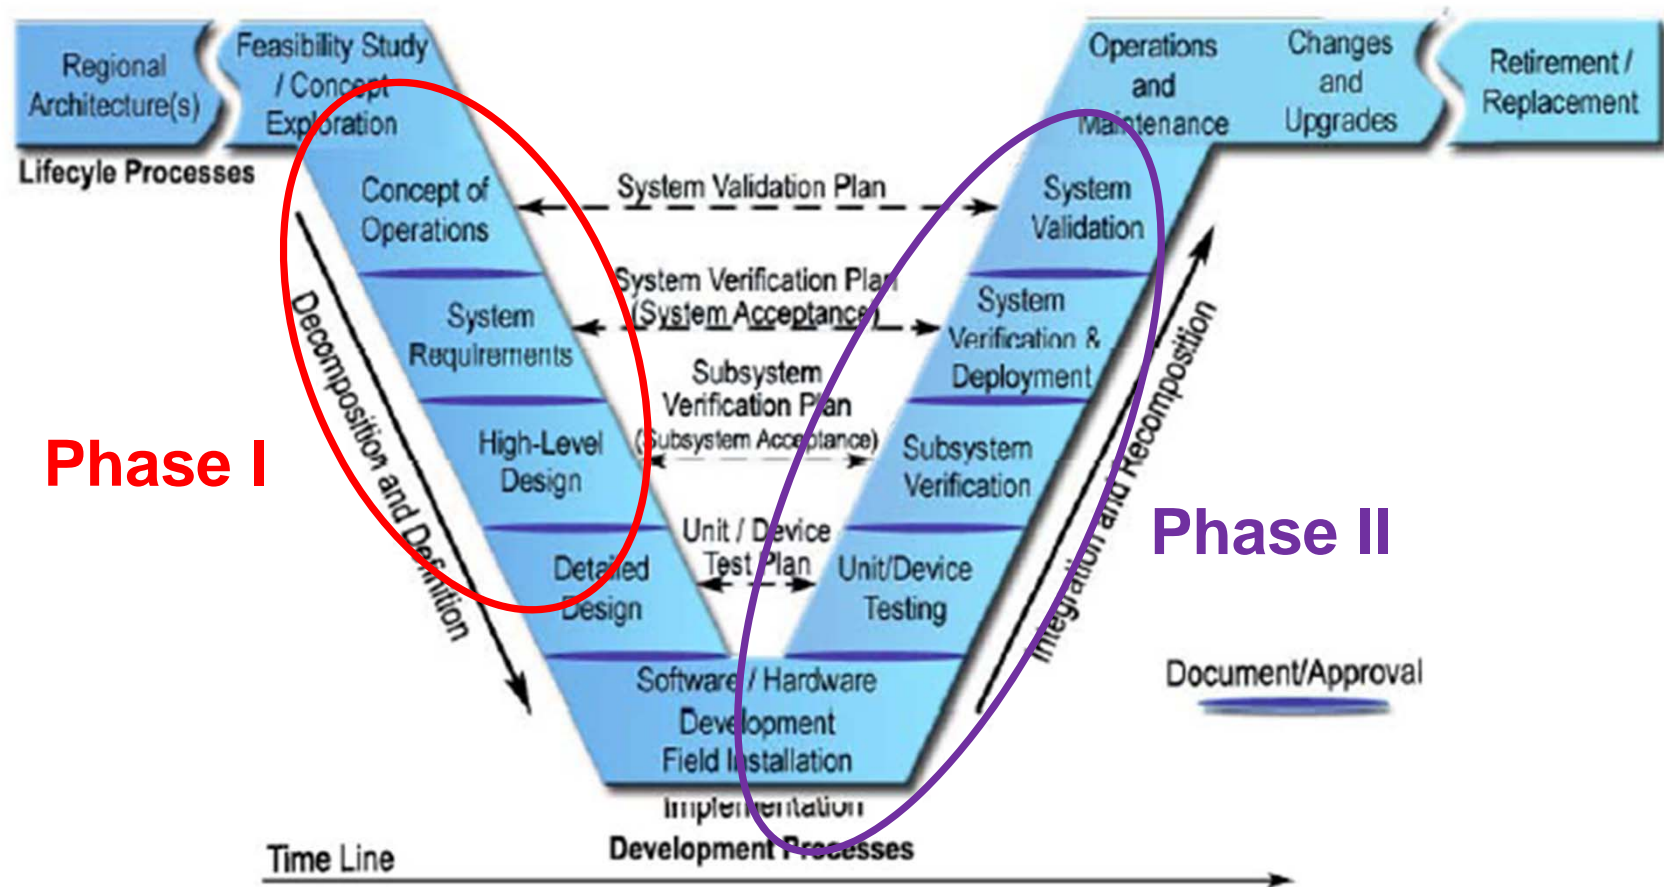 Regional
Architecture(s)
Feasibility Study
/ Concept
Exploration
Operations
and
Maintenance
Changes
and
Upgrades
Retirement /
Replacement
Lifecyle Processes
Concept of
Operations
System Validation Plan
System
Validation
System Verification Plan
(System Acceptance)
System
Requirements
System
Verification &
Deployment
Subsystem
Verification Plan
(Subsystem Acceptance)
High-Level
Design
Subsystem
Verification
Phase I
Phase II
Decomposition and Definition
Integration and Recomposition
Unit / Device
Test Plan
Detailed
Design
Unit/Device
Testing
Software / Hardware
Development
Field Installation
Document/Approval
Implementation
Development Processes
Time Line